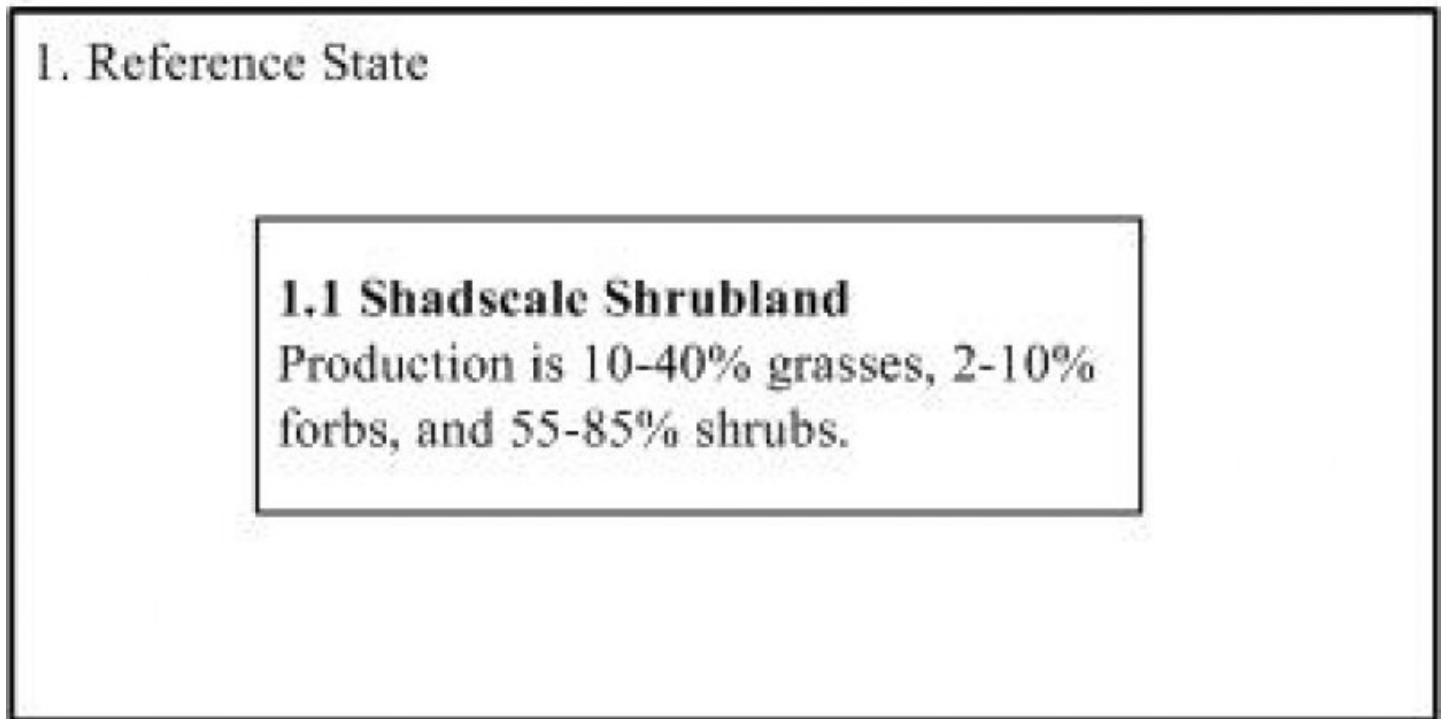 1. Reference State
1.1 Shadscale Shrubland
Production is 10-40% grasses, 2-10%
forbs, and 55-85% shrubs.